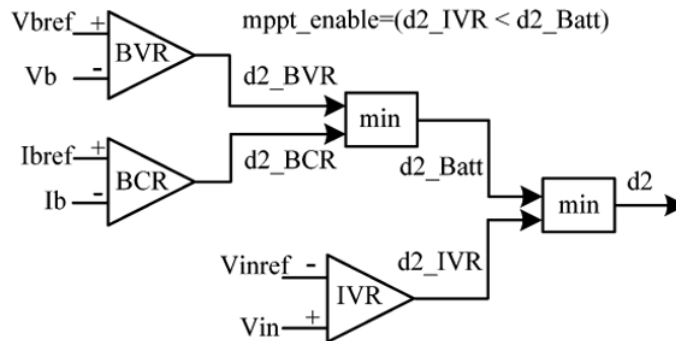 Vbref + mppt_enable=(d2_IVR < d2_Batt)
BVR
Vb - d2_BVR
min
Ibref + d2_BCR d2_Batt
BCR
Ib -
min d2
Vinref - d2_IVR
IVR
Vin +